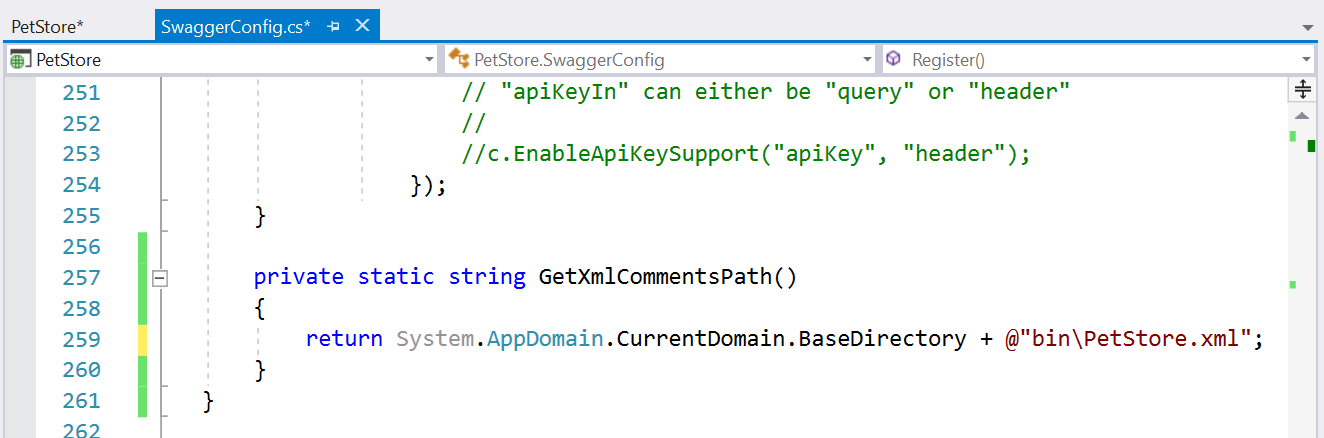 PetStore* SwaggerConfig.cs*
PetStore PetStore.SwaggerConfig Register()
251 // "apiKeyIn" can either be "query" or "header"
252 //
253 //c.EnableApiKeySupport("apiKey", "header");
254 });
255 }
256
257 private static string GetXmlCommentsPath()
258 {
259 return System.AppDomain.CurrentDomain.BaseDirectory + @"bin\PetStore.xml";
260 }
261 }
262